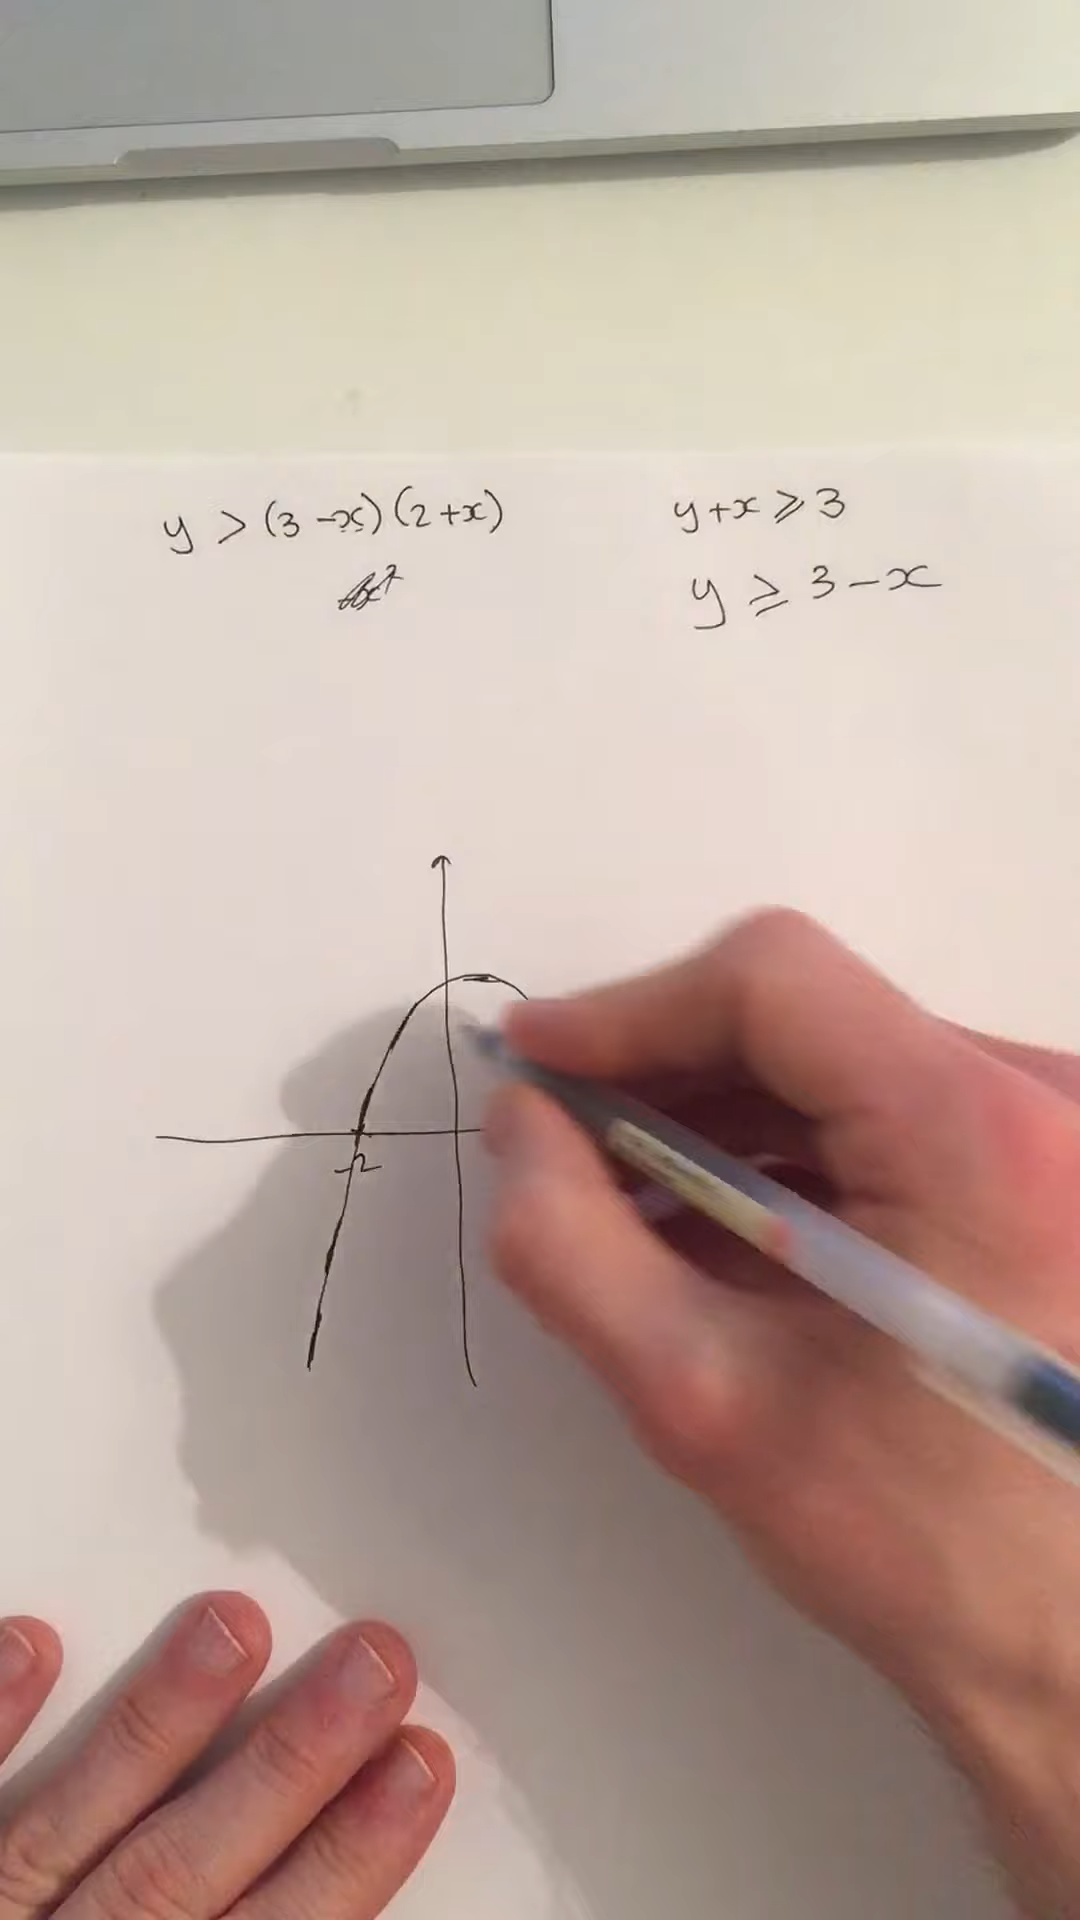 y > (3 -x) (2 +x)
y +x ⩾ 3
y ≥ 3 - x
-2